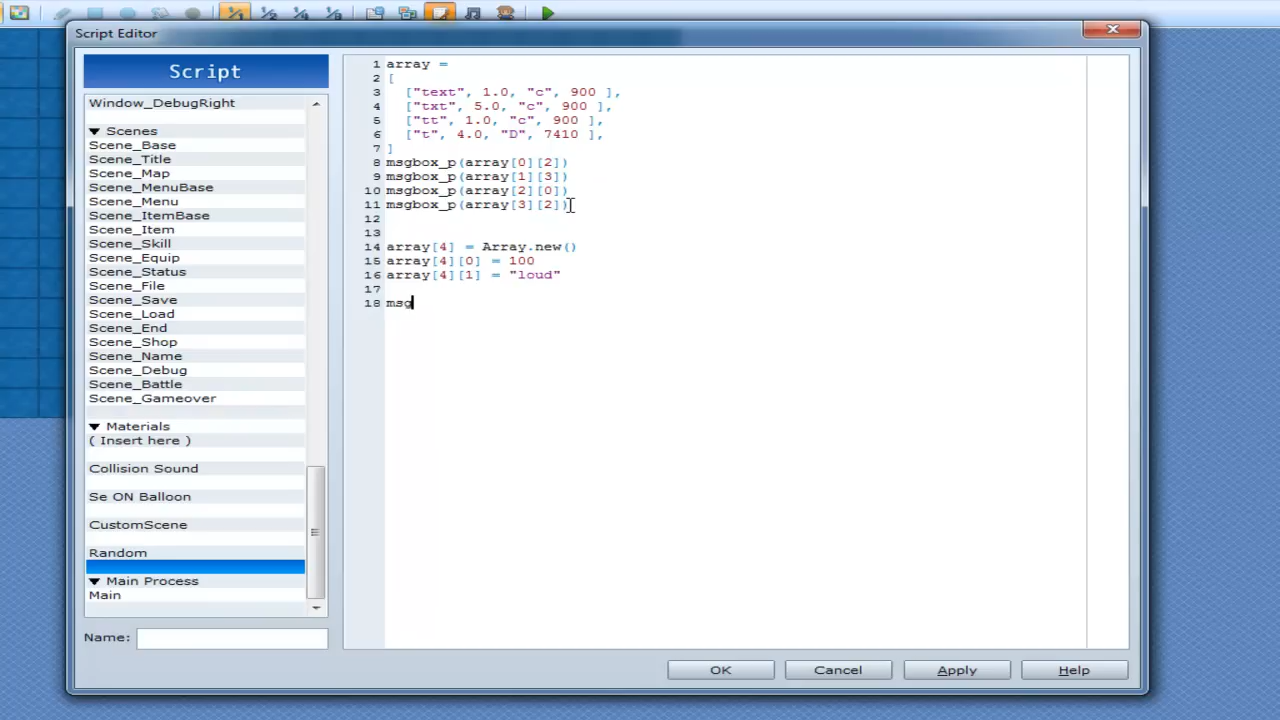 Script Editor
Script
Window_DebugRight
▼ Scenes
Scene_Base
Scene_Title
Scene_Map
Scene_MenuBase
Scene_Menu
Scene_ItemBase
Scene_Item
Scene_Skill
Scene_Equip
Scene_Status
Scene_File
Scene_Save
Scene_Load
Scene_End
Scene_Shop
Scene_Name
Scene_Debug
Scene_Battle
Scene_Gameover
▼ Materials
( Insert here )
Collision Sound
Se ON Balloon
CustomScene
Random
▼ Main Process
Main
Name:
1 array =
2 [
3 ["text", 1.0, "c", 900 ],
4 ["txt", 5.0, "c", 900 ],
5 ["tt", 1.0, "c", 900 ],
6 ["t", 4.0, "D", 7410 ],
7 ]
8 msgbox_p(array[0][2])
9 msgbox_p(array[1][3])
10 msgbox_p(array[2][0])
11 msgbox_p(array[3][2])
12
13
14 array[4] = Array.new()
15 array[4][0] = 100
16 array[4][1] = "loud"
17
18 msg
OK Cancel Apply Help